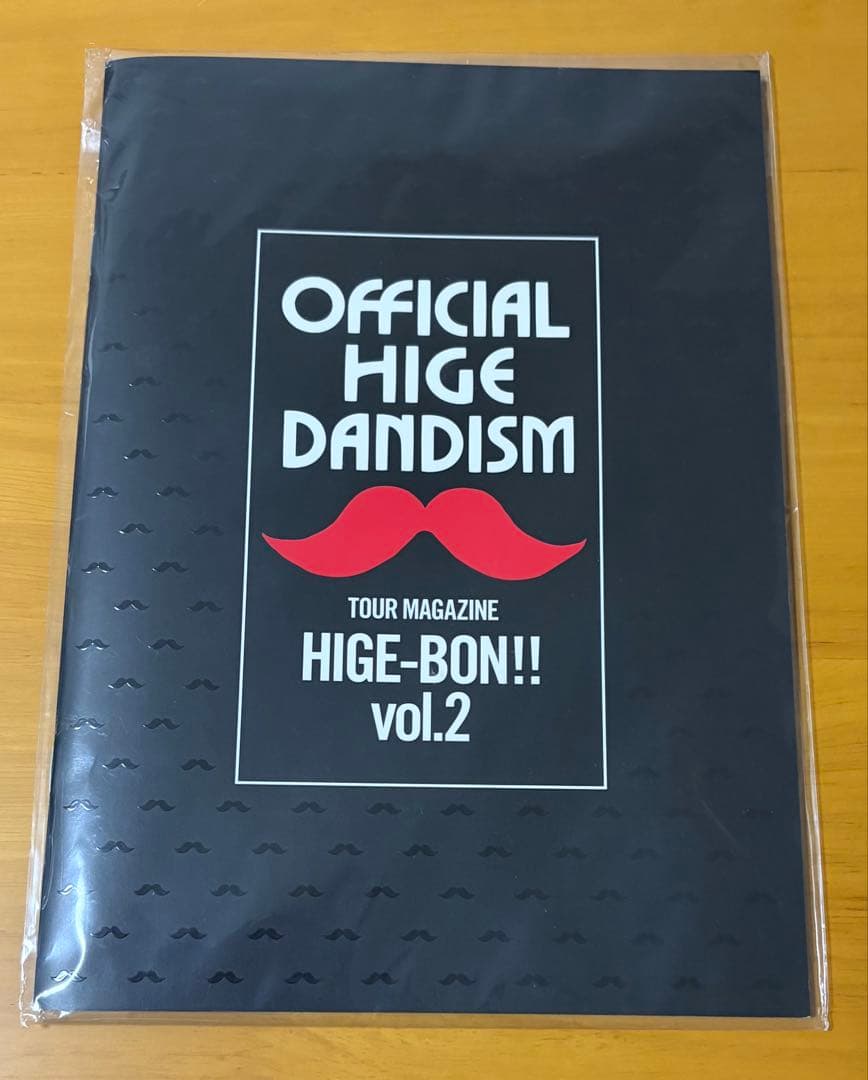 OFFICIAL
HIGE
DANDISM
TOUR MAGAZINE
HIGE-BON!!
vol.2